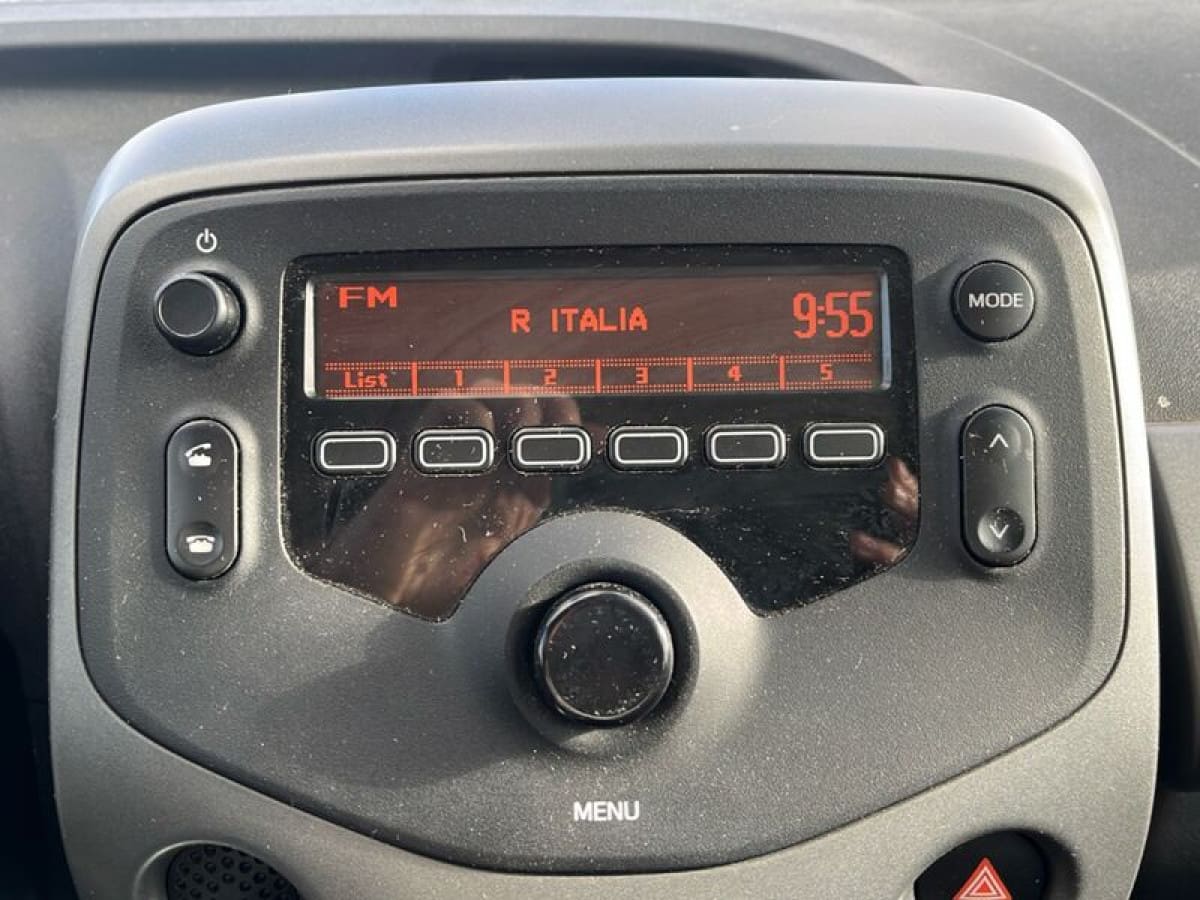 FM
R ITALIA
9:55
List 1 2 3 4 5
MODE
MENU